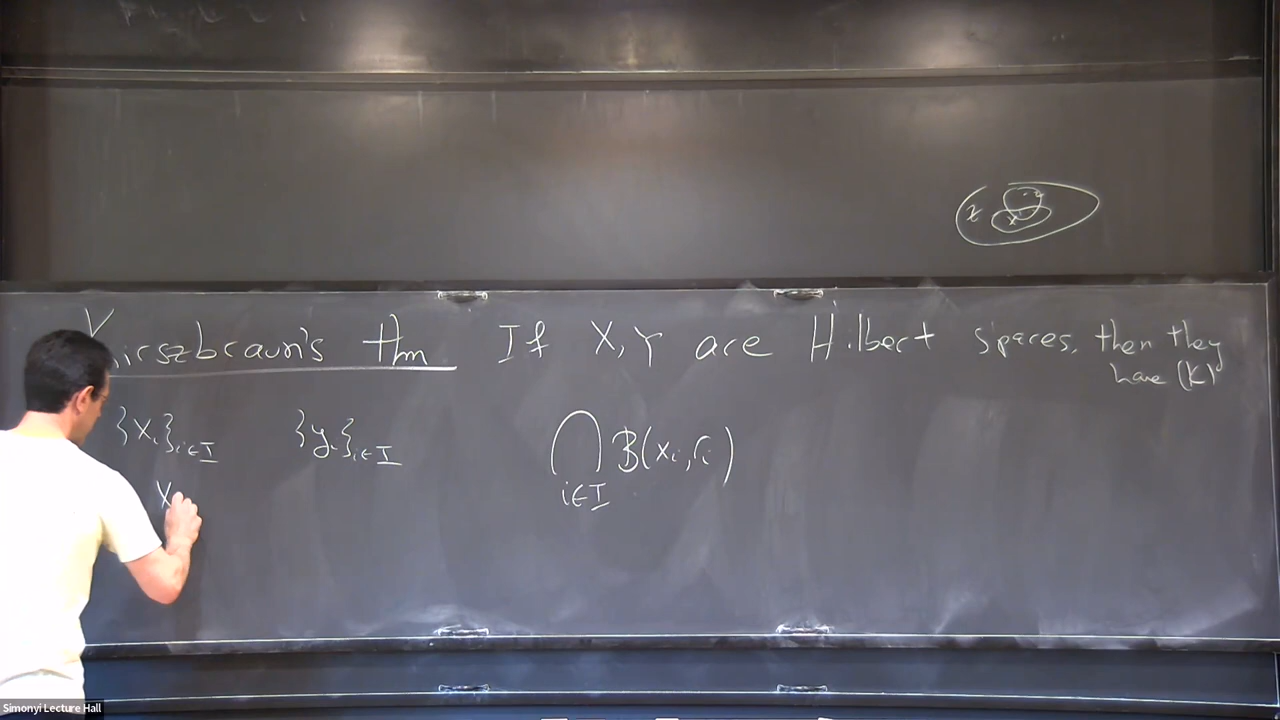 Kirszbraun's thm If X, Y are Hilbert spaces, then they
have (K)
{x_i}_{i∈I} {y_i}_{i∈I} ⋂_{i∈I} B(x_i, r_i)
X
Simonyi Lecture Hall